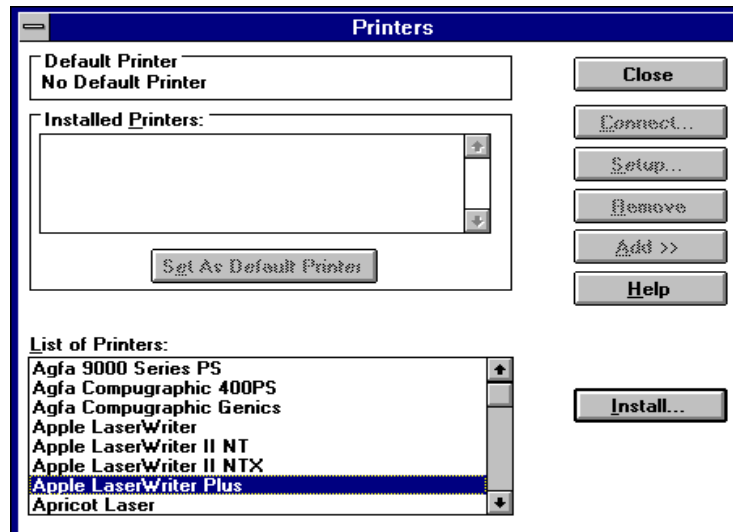 Printers
Default Printer
No Default Printer
Installed Printers:
Set As Default Printer
Close
Connect...
Setup...
Remove
Add >>
Help
List of Printers:
Agfa 9000 Series PS
Agfa Compugraphic 400PS
Agfa Compugraphic Genics
Apple LaserWriter
Apple LaserWriter II NT
Apple LaserWriter II NTX
Apple LaserWriter Plus
Apricot Laser
Install...